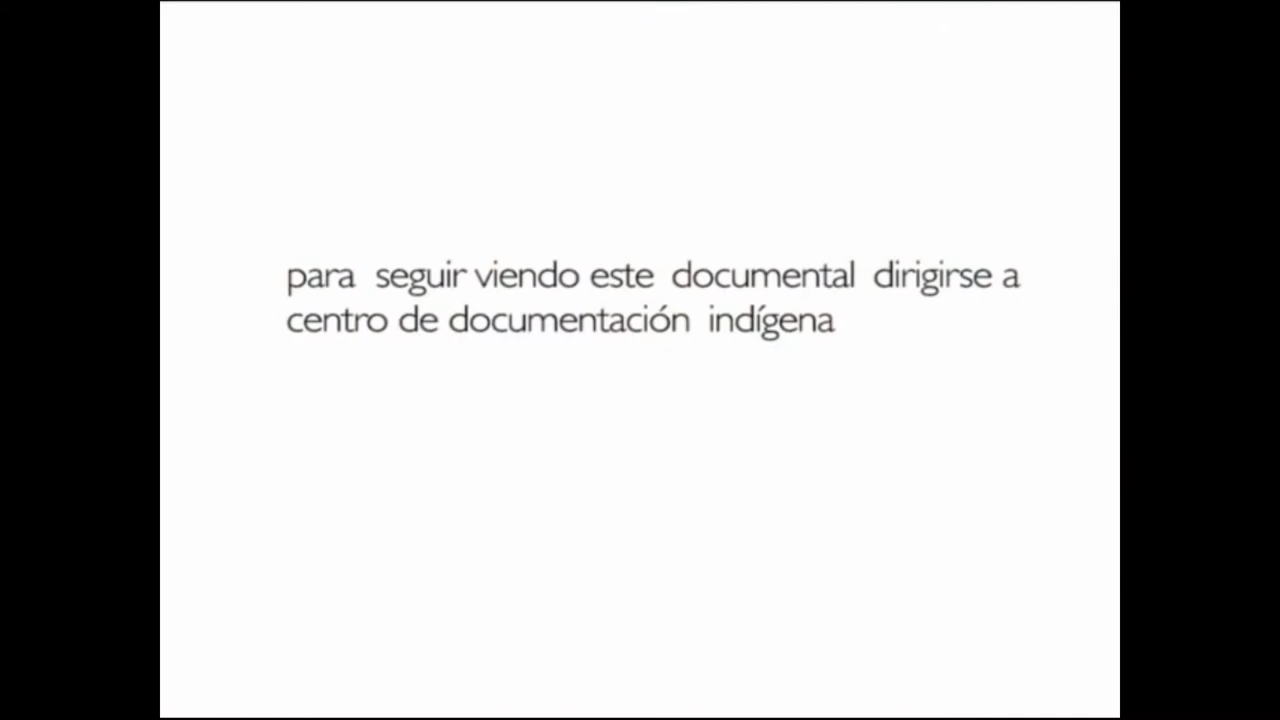 para seguir viendo este documental dirigirse a
centro de documentación indígena